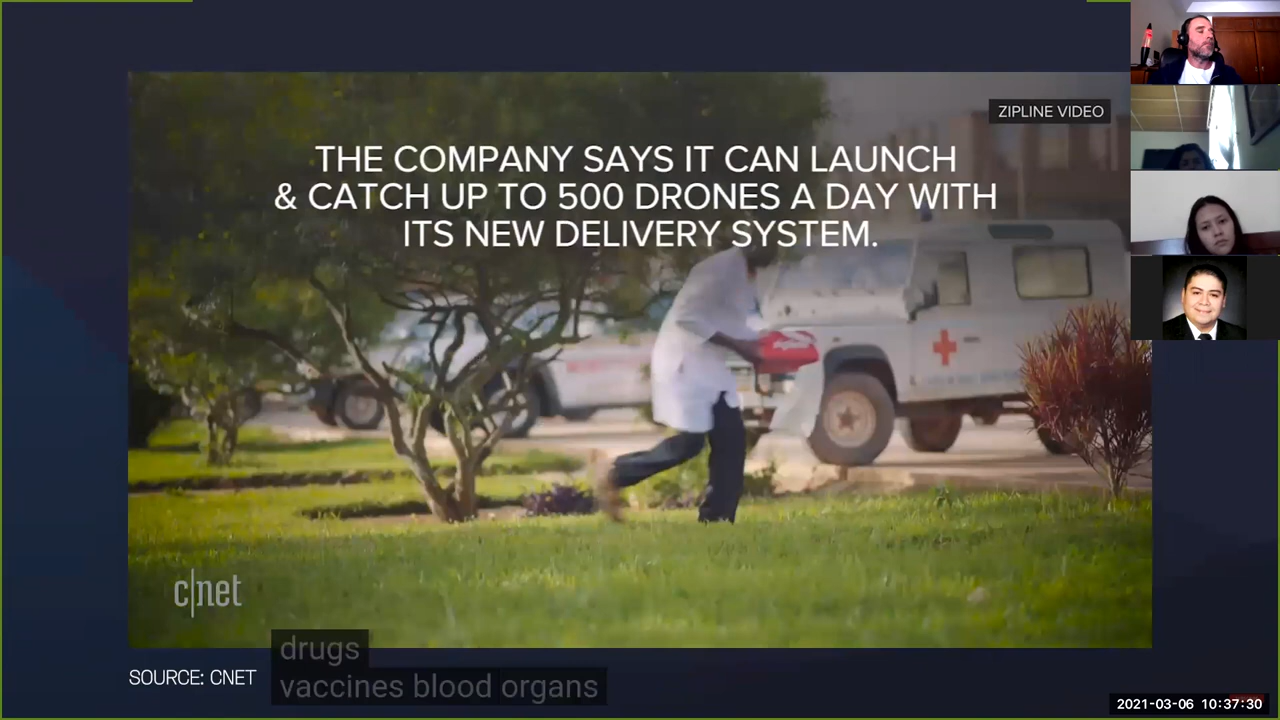 ZIPLINE VIDEO
THE COMPANY SAYS IT CAN LAUNCH
& CATCH UP TO 500 DRONES A DAY WITH
ITS NEW DELIVERY SYSTEM.
c|net
drugs
SOURCE: CNET
vaccines blood organs
2021-03-06 10:37:30